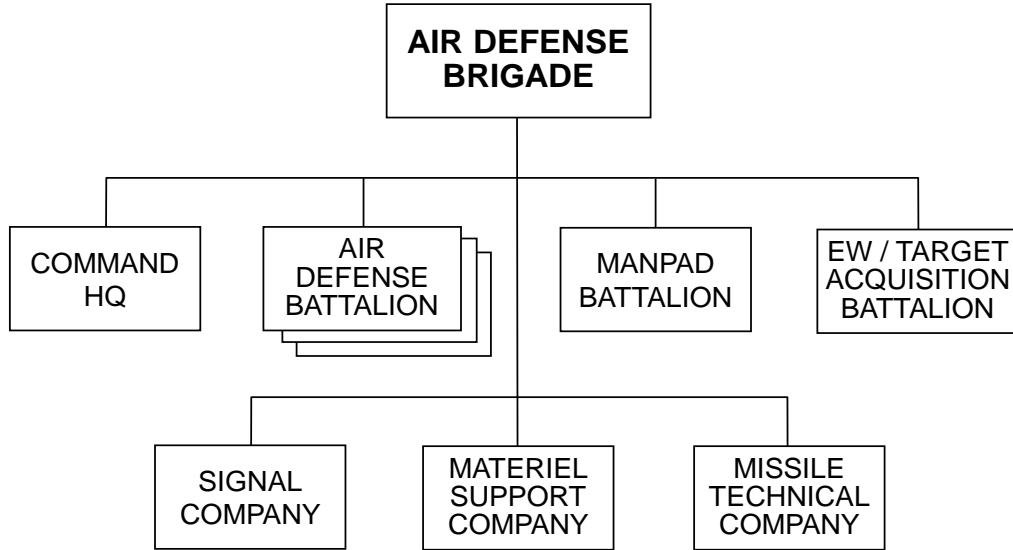 AIR DEFENSE
BRIGADE
COMMAND
HQ
AIR
DEFENSE
BATTALION
MANPAD
BATTALION
EW / TARGET
ACQUISITION
BATTALION
SIGNAL
COMPANY
MATERIEL
SUPPORT
COMPANY
MISSILE
TECHNICAL
COMPANY